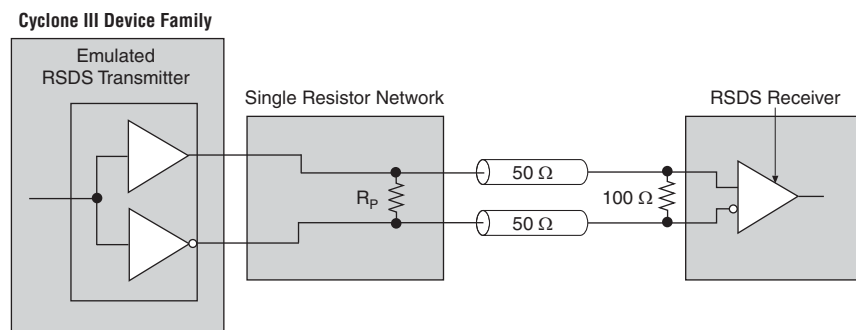 Cyclone III Device Family
Emulated
RSDS Transmitter
Single Resistor Network
RSDS Receiver
50 Ω
RP
100 Ω
50 Ω